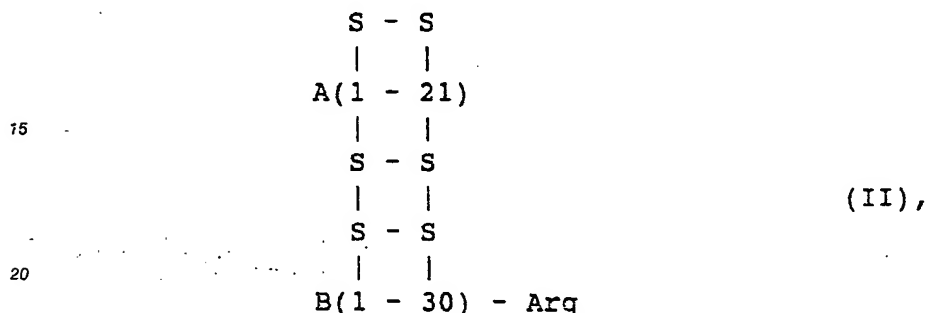 S - S
| |
A(1 - 21)
15 | |
S - S
| | (II),
S - S
20 | |
B(1 - 30) - Arg